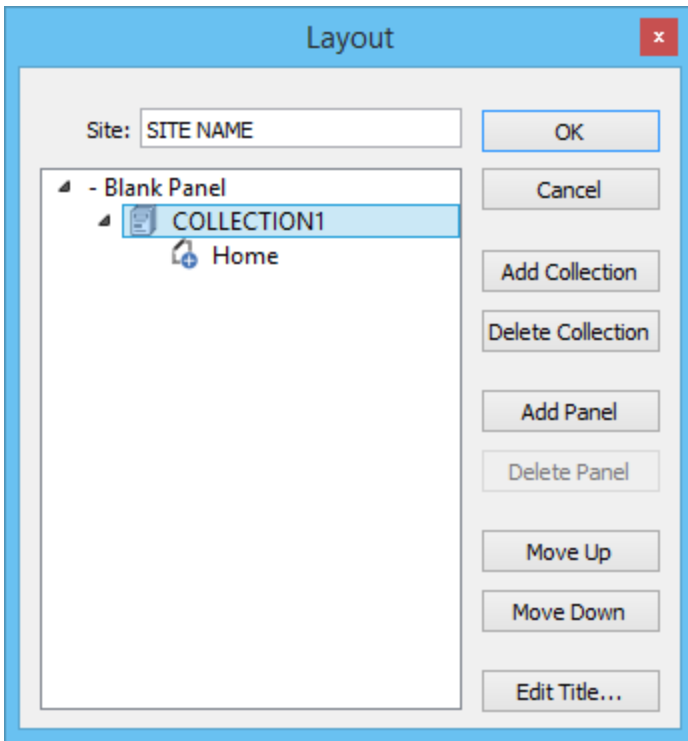 Layout
x
Site: SITE NAME
OK
- Blank Panel
Cancel
COLLECTION1
Home
Add Collection
Delete Collection
Add Panel
Delete Panel
Move Up
Move Down
Edit Title...